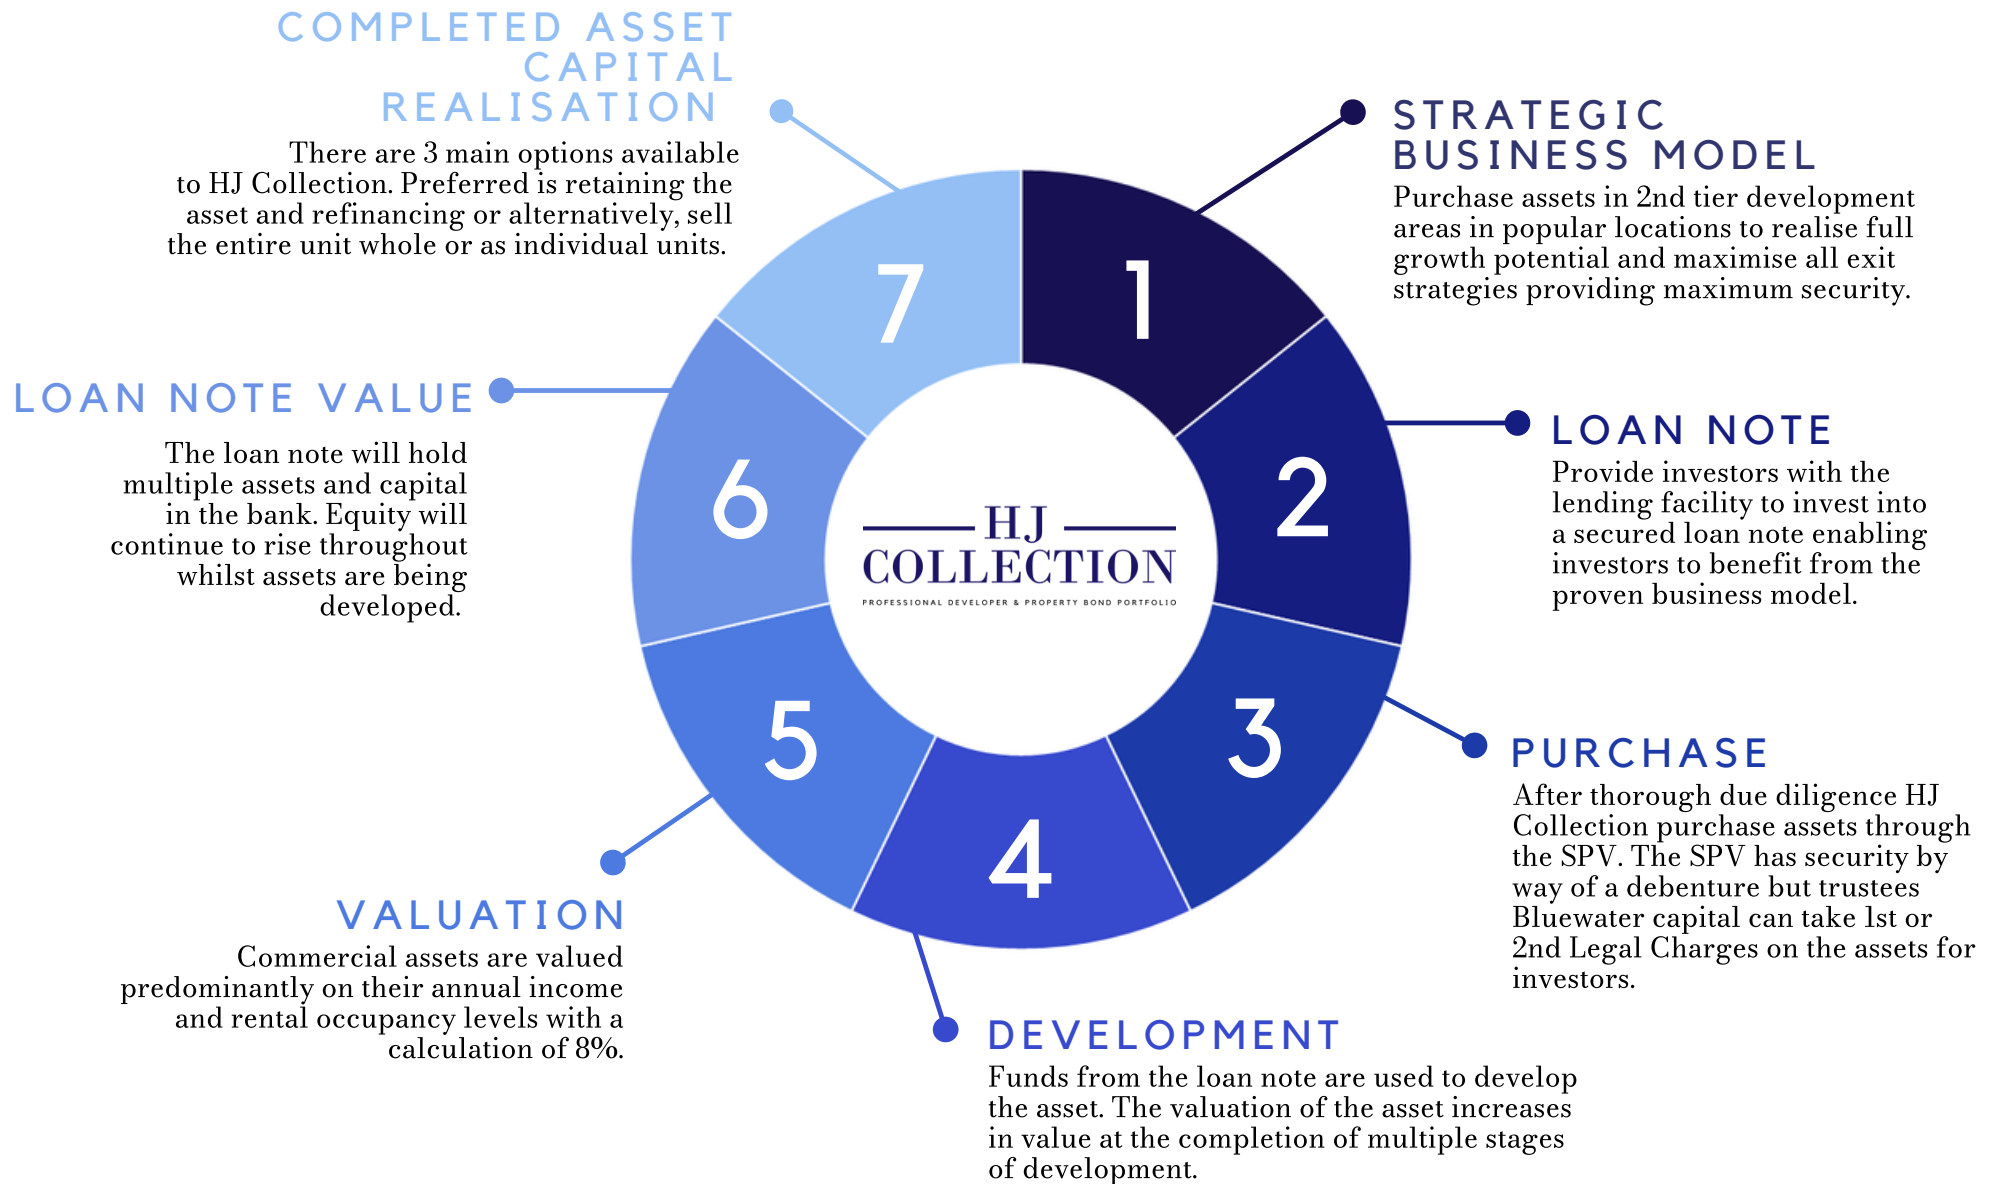 COMPLETED ASSET
CAPITAL
REALISATION
There are 3 main options available
to HJ Collection. Preferred is retaining the
asset and refinancing or alternatively, sell
the entire unit whole or as individual units.
STRATEGIC
BUSINESS MODEL
Purchase assets in 2nd tier development
areas in popular locations to realise full
growth potential and maximise all exit
strategies providing maximum security.
7
1
LOAN NOTE VALUE
The loan note will hold
multiple assets and capital
in the bank. Equity will
continue to rise throughout
whilst assets are being
developed.
6
2
LOAN NOTE
Provide investors with the
lending facility to invest into
a secured loan note enabling
investors to benefit from the
proven business model.
HJ
COLLECTION
PROFESSIONAL DEVELOPER & PROPERTY BOND PORTFOLIO
5
3
PURCHASE
After thorough due diligence HJ
Collection purchase assets through
the SPV. The SPV has security by
way of a debenture but trustees
Bluewater capital can take 1st or
2nd Legal Charges on the assets for
investors.
4
VALUATION
Commercial assets are valued
predominantly on their annual income
and rental occupancy levels with a
calculation of 8%.
DEVELOPMENT
Funds from the loan note are used to develop
the asset. The valuation of the asset increases
in value at the completion of multiple stages
of development.